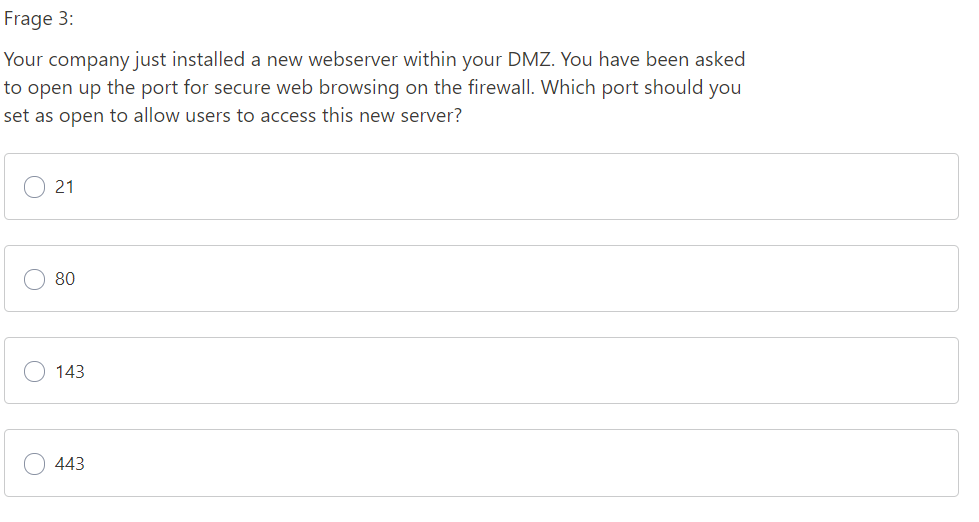 Frage 3:
Your company just installed a new webserver within your DMZ. You have been asked
to open up the port for secure web browsing on the firewall. Which port should you
set as open to allow users to access this new server?
21
80
143
443